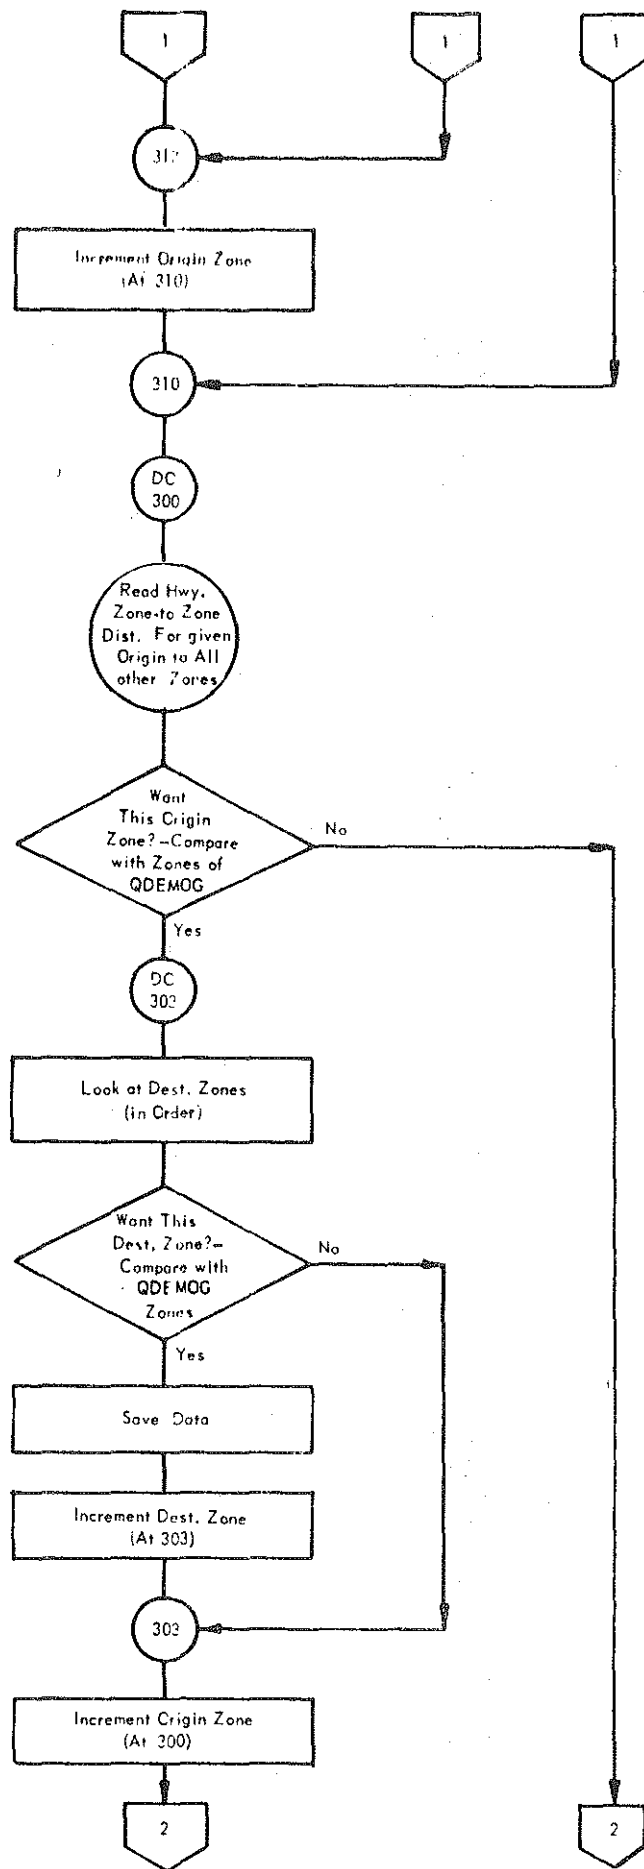 1
1
1
Increment Origin Zone
(At 310)
310
DC
300
Read Hwy.
Zone-to Zone
Dist. For given
Origin to All
other Zones
Want
This Origin
Zone?-Compare
with Zones of
QDEMOG
No
Yes
DC
303
Look at Dest. Zones
(in Order)
Want This
Dest. Zone?-
Compare with
QDEMOG
Zones
No
Yes
Save Data
Increment Dest. Zone
(At 303)
303
Increment Origin Zone
(At 300)
2
2